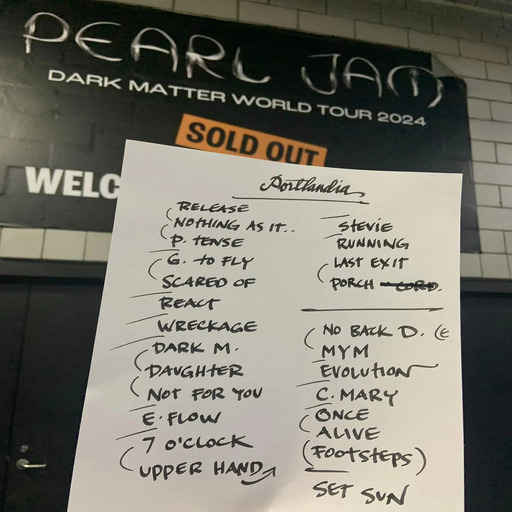 PEARL JAM
DARK MATTER WORLD TOUR 2024
SOLD OUT
WELC
Portlandia
RELEASE
NOTHING AS IT..
P. TENSE
G. TO FLY
SCARED OF
REACT
WRECKAGE
DARK M.
DAUGHTER
NOT FOR YOU
E. FLOW
7 O'CLOCK
UPPER HAND
STEVIE
RUNNING
LAST EXIT
PORCH CORD.
NO BACK D. (E
MYM
EVOLUTION
C. MARY
ONCE
ALIVE
(FOOTSTEPS)
SET SUN